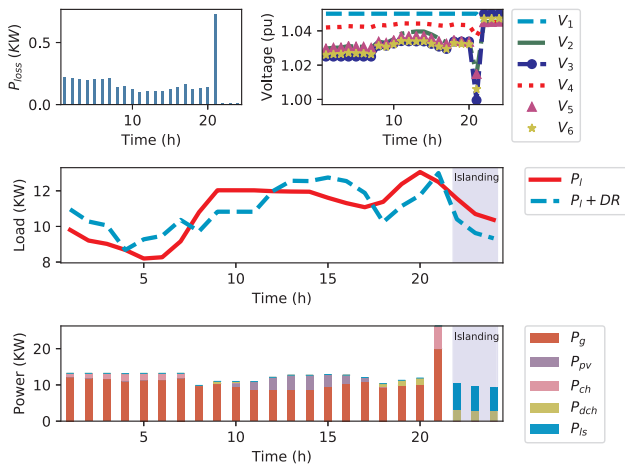 P_loss (KW)
0.5
0.0
10
20
Time (h)
Voltage (pu)
1.04
1.02
1.00
10
20
Time (h)
V_1
V_2
V_3
V_4
V_5
V_6
Load (KW)
12
10
8
5
10
15
20
Time (h)
Islanding
P_l
P_l + DR
Power (KW)
20
10
0
5
10
15
20
Time (h)
Islanding
P_g
P_pv
P_ch
P_dch
P_ls